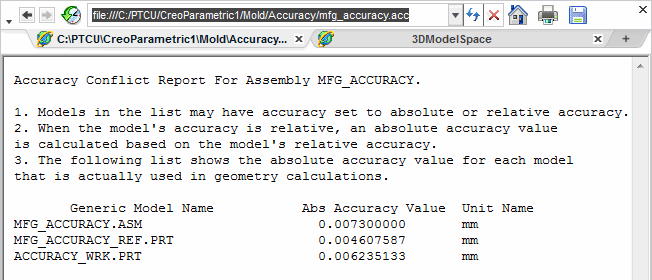 file:///C:/PTCU/CreoParametric1/Mold/Accuracy/mfg_accuracy.acc
C:\PTCU\CreoParametric1\Mold\Accuracy...
3DModelSpace
Accuracy Conflict Report For Assembly MFG_ACCURACY.
1. Models in the list may have accuracy set to absolute or relative accuracy.
2. When the model's accuracy is relative, an absolute accuracy value
is calculated based on the model's relative accuracy.
3. The following list shows the absolute accuracy value for each model
that is actually used in geometry calculations.
Generic Model Name Abs Accuracy Value Unit Name
MFG_ACCURACY.ASM 0.007300000 mm
MFG_ACCURACY_REF.PRT 0.004607587 mm
ACCURACY_WRK.PRT 0.006235133 mm